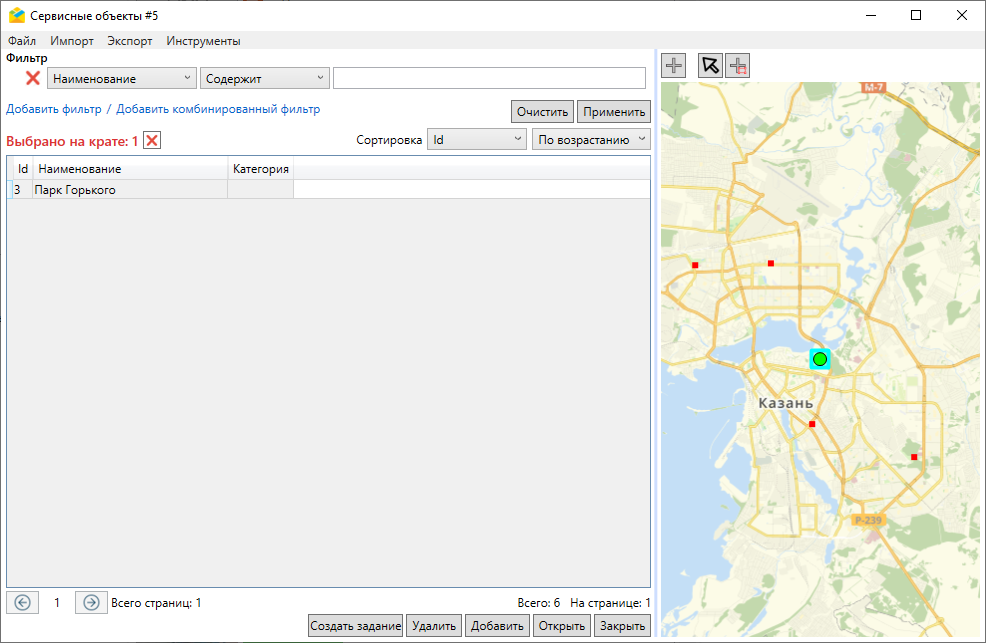 Сервисные объекты #5
Файл Импорт Экспорт Инструменты
Фильтр
Наименование Содержит
Добавить фильтр / Добавить комбинированный фильтр
Очистить Применить
Выбрано на крате: 1
Сортировка Id По возрастанию
Id Наименование Категория
3 Парк Горького
1 Всего страниц: 1
Всего: 6 На странице: 1
Создать задание Удалить Добавить Открыть Закрыть
М-7
Казань
Р-239